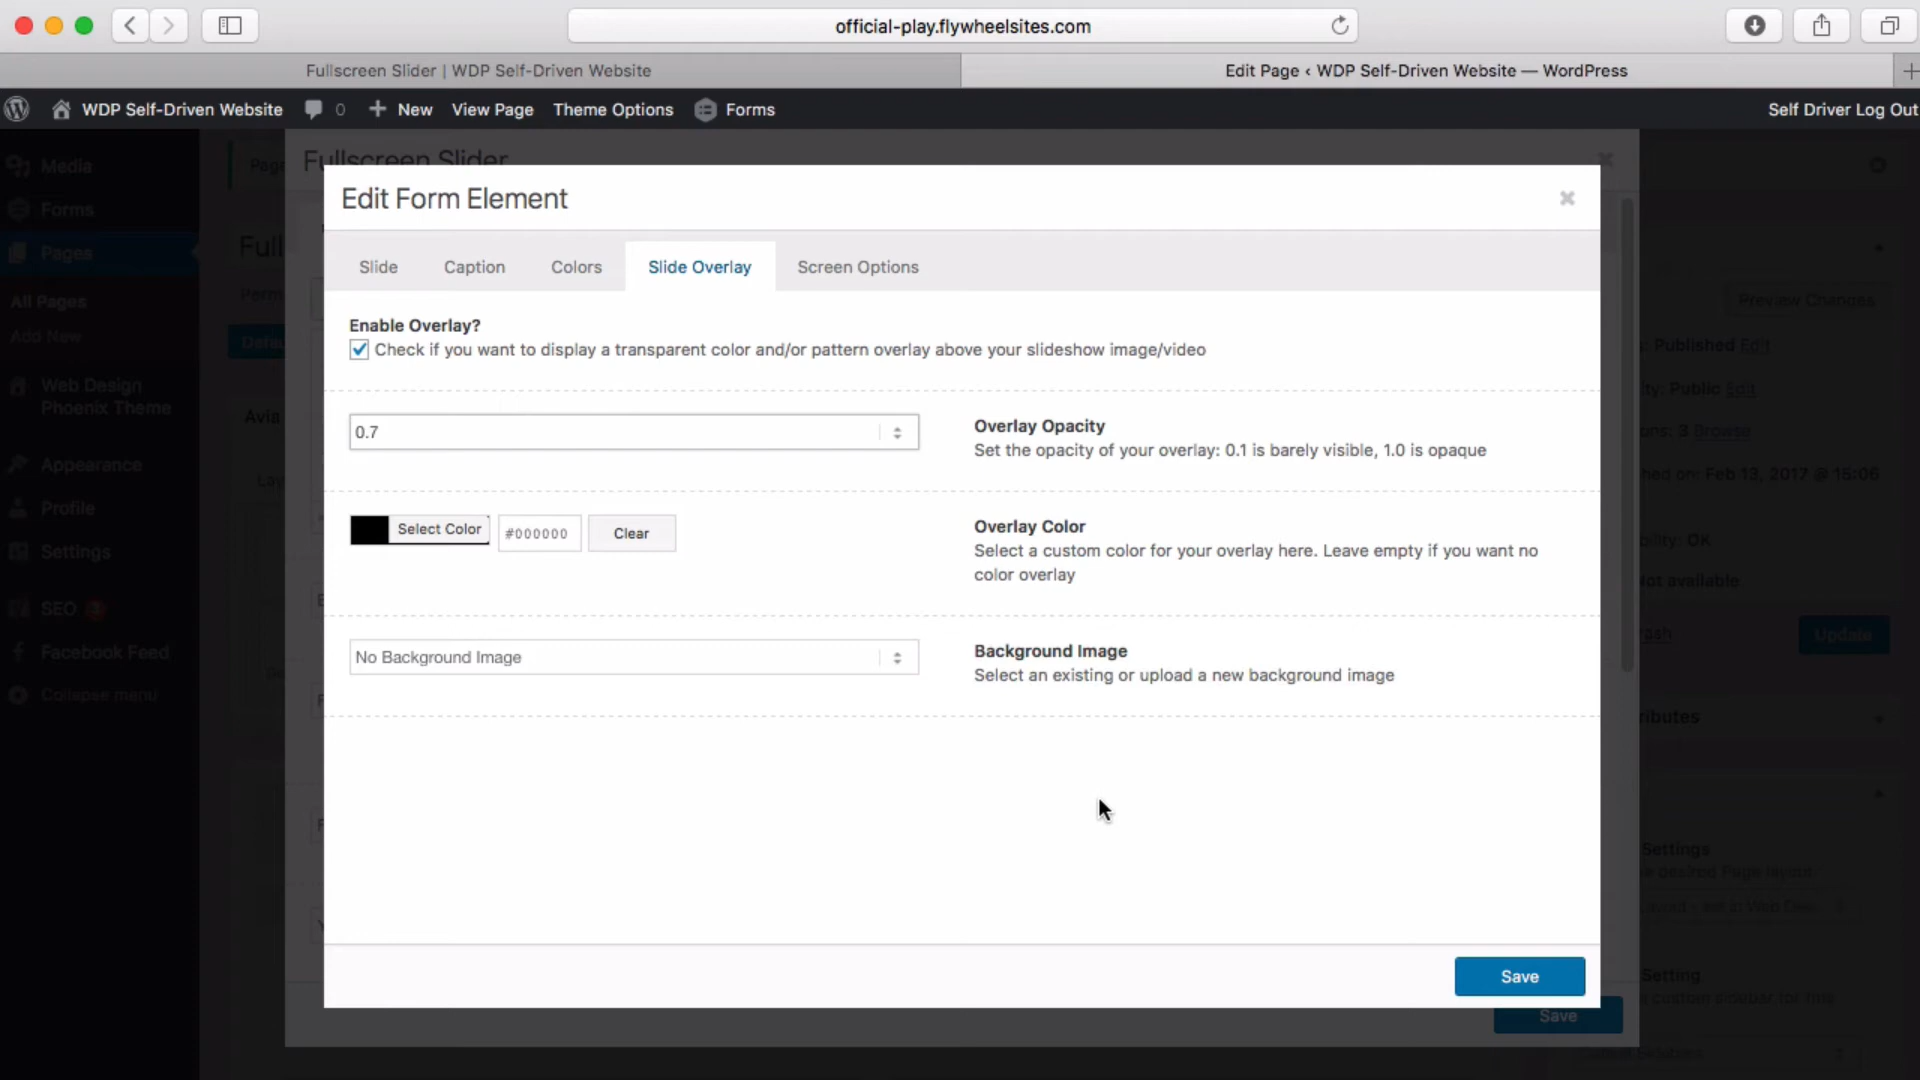 official-play.flywheelsites.com
Fullscreen Slider | WDP Self-Driven Website
Edit Page ‹ WDP Self-Driven Website — WordPress
WDP Self-Driven Website 0 New View Page Theme Options Forms Self Driver Log Out
Media
Forms
Pages
All Pages
Add New
Web Design
Phoenix Theme
Appearance
Profile
Settings
SEO
Facebook Feed
Collapse menu
Fullscreen Slider
Edit Form Element
Slide Caption Colors Slide Overlay Screen Options
Enable Overlay?
Check if you want to display a transparent color and/or pattern overlay above your slideshow image/video
0.7
Overlay Opacity
Set the opacity of your overlay: 0.1 is barely visible, 1.0 is opaque
Select Color #000000 Clear
Overlay Color
Select a custom color for your overlay here. Leave empty if you want no
color overlay
No Background Image
Background Image
Select an existing or upload a new background image
Save
Save
Preview Changes
Published Edit
Public Edit
3 Browse
on: Feb 13, 2017 @ 15:06
OK
Not available
Update
Settings
desired Page layout
Setting